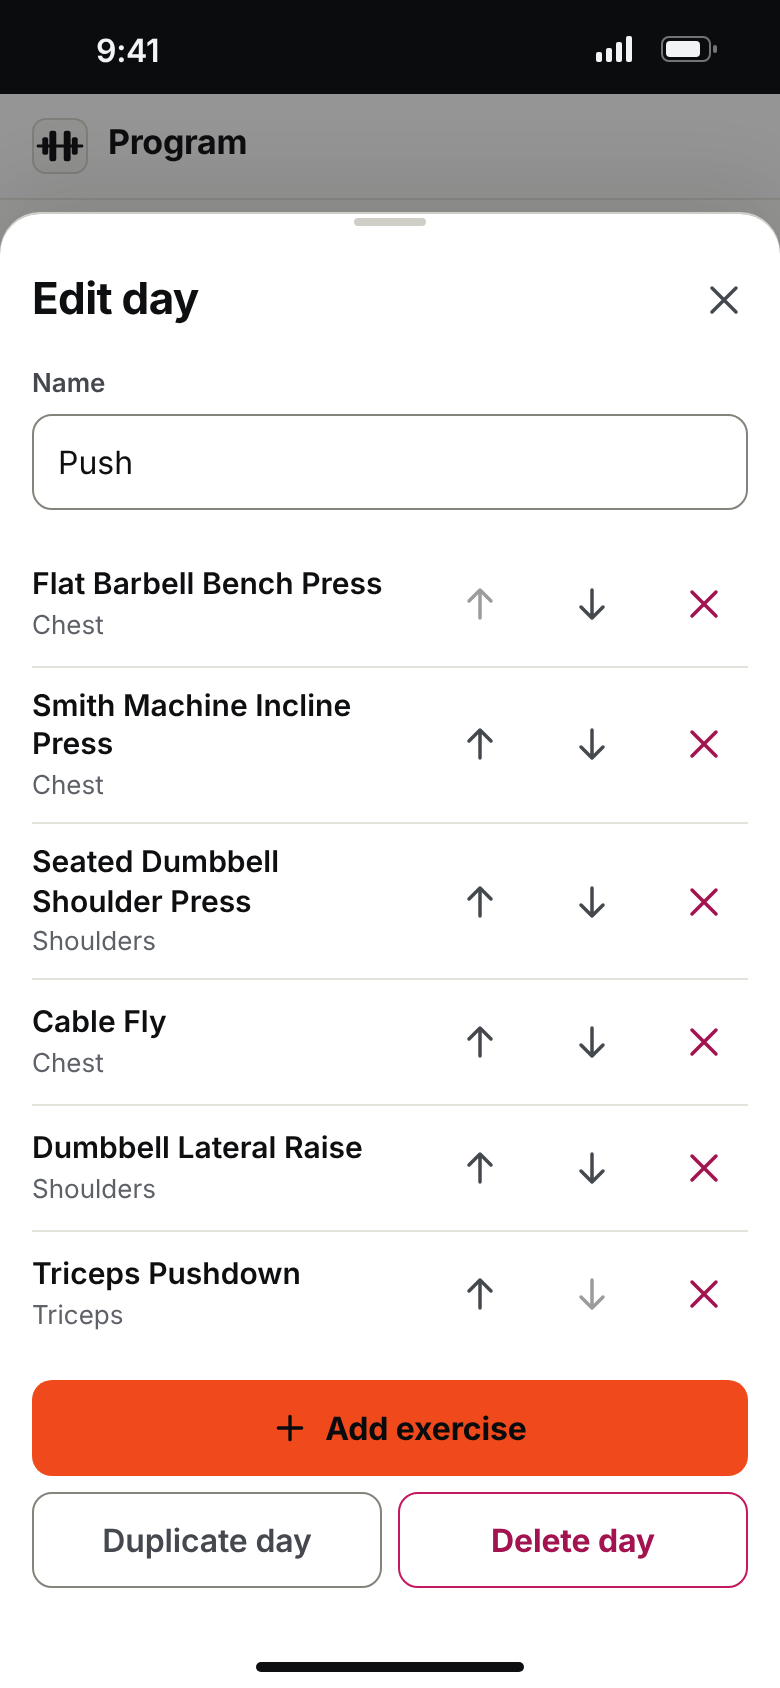 9:41
Program
Edit day
Name
Push
Flat Barbell Bench Press
Chest
Smith Machine Incline
Press
Chest
Seated Dumbbell
Shoulder Press
Shoulders
Cable Fly
Chest
Dumbbell Lateral Raise
Shoulders
Triceps Pushdown
Triceps
Add exercise
Duplicate day
Delete day